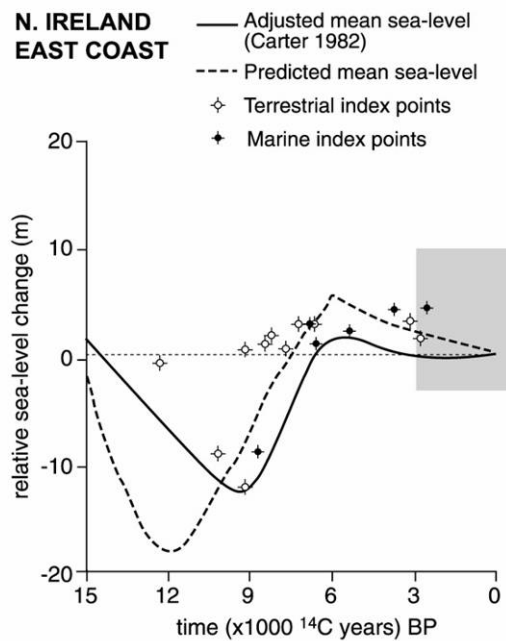 N. IRELAND
EAST COAST
Adjusted mean sea-level
(Carter 1982)
Predicted mean sea-level
Terrestrial index points
Marine index points
relative sea-level change (m)
20
10
0
-10
-20
15 12 9 6 3 0
time (x1000 ¹⁴C years) BP